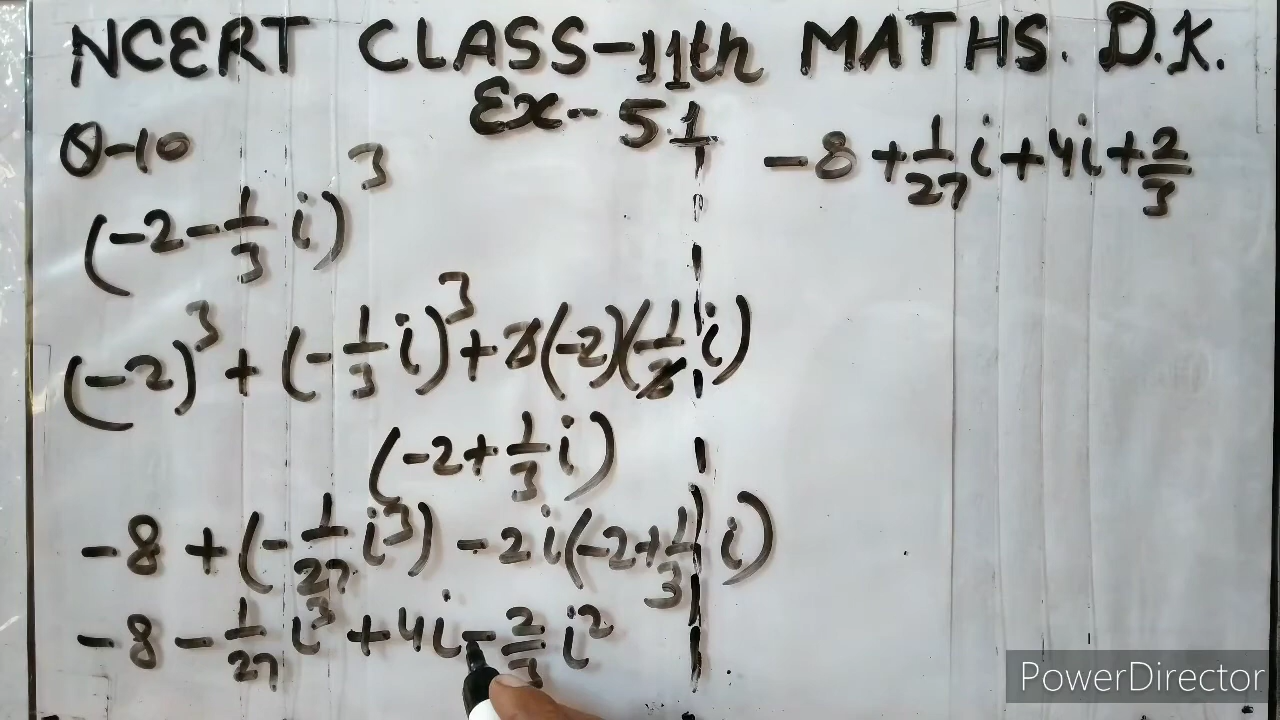 NCERT CLASS-11th MATHS. D.K.
Ex-- 5.1
Q-10
(-2-1/3 i)^3
(-2)^3 + (-1/3 i)^3 + 3(-2)(-1/3 i)
(-2+1/3 i)
-8 + (-1/27 i^3) -2i(-2+1/3 i)
-8 - 1/27 i^3 + 4i - 2/3 i^2
-8 + 1/27 i + 4i + 2/3
PowerDirector